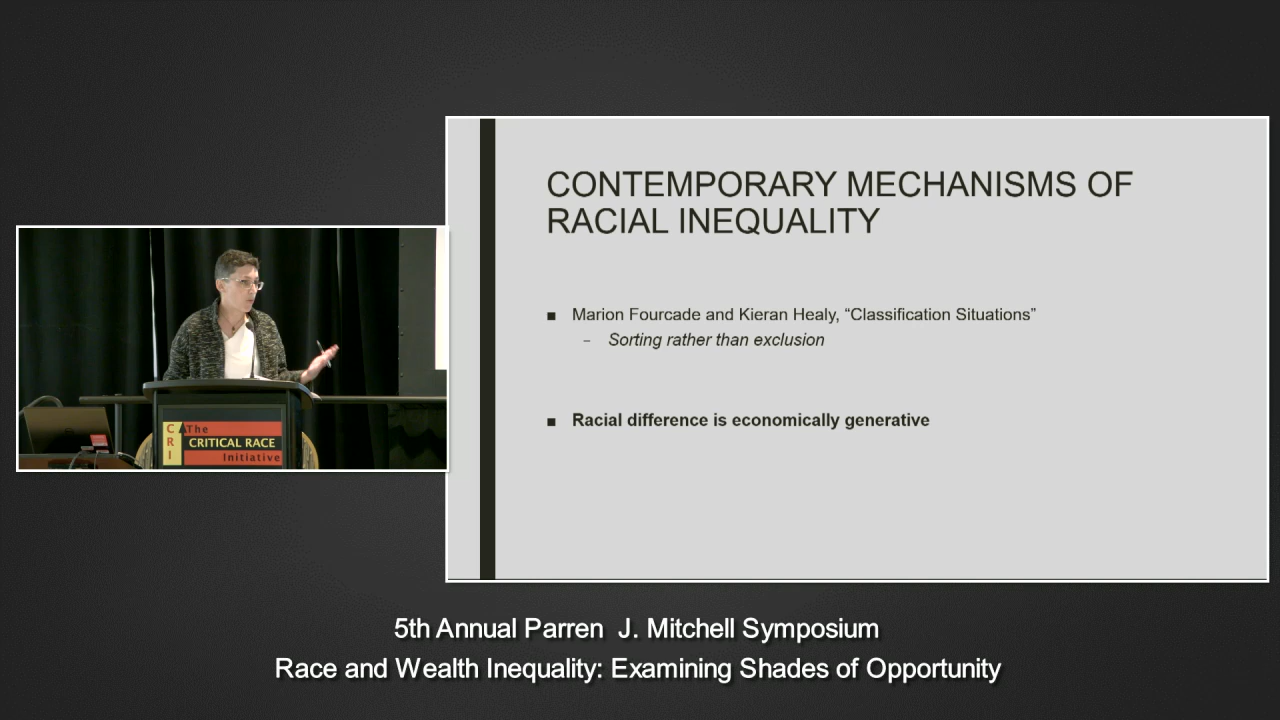 CONTEMPORARY MECHANISMS OF
RACIAL INEQUALITY
■ Marion Fourcade and Kieran Healy, “Classification Situations”
– Sorting rather than exclusion
■ Racial difference is economically generative
CRI
The
CRITICAL RACE
Initiative
5th Annual Parren J. Mitchell Symposium
Race and Wealth Inequality: Examining Shades of Opportunity